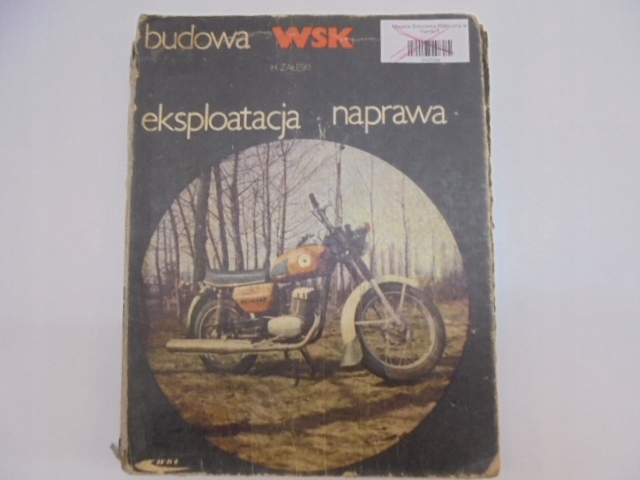 budowa WSK
H. ZAŁĘSKI
eksploatacja naprawa